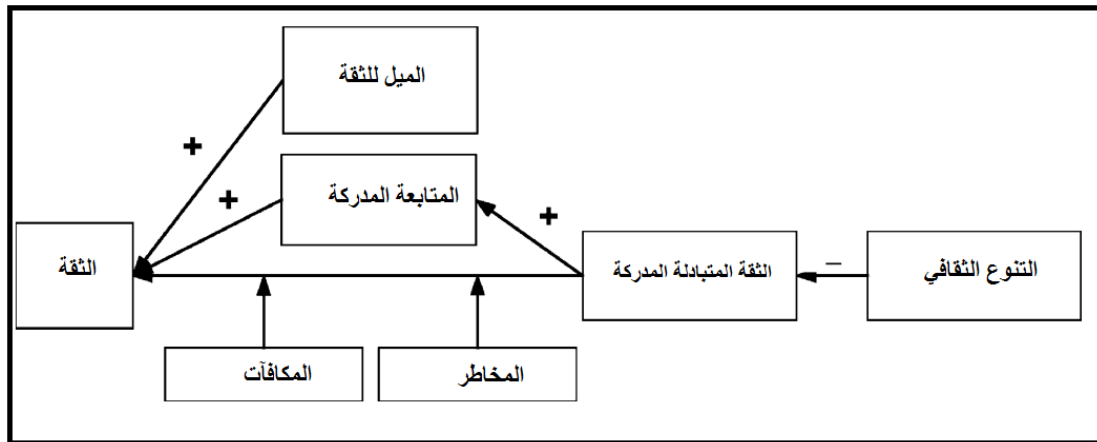 الميل للثقة
+
+
المتابعة المدركة
+
الثقة
الثقة المتبادلة المدركة
–
التنوع الثقافي
المكافآت
المخاطر